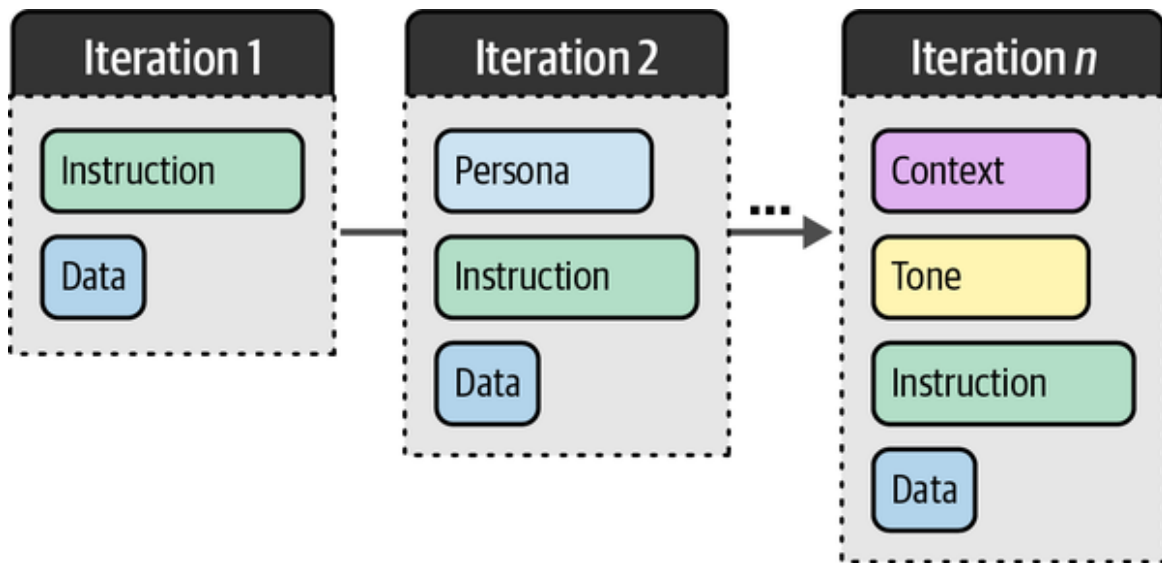 Iteration 1
Instruction
Data
Iteration 2
Persona
Instruction
Data
...
Iteration n
Context
Tone
Instruction
Data